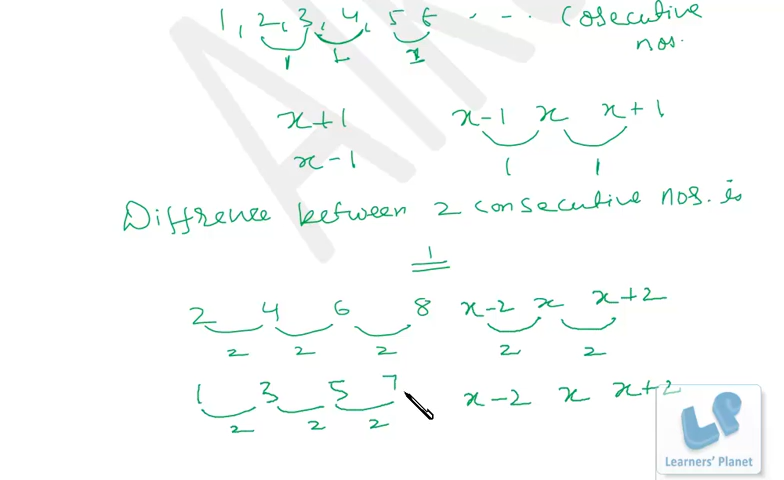 1, 2, 3, 4, 5 6 - - - Cosecutive
nos.
1 1 1
x+1 x-1 x x+1
x-1 1 1
Diffrence between 2 consecutive nos. is
1
2 4 6 8 x-2 x x+2
2 2 2 2 2
1 3 5 7 x-2 x x+2
2 2 2
LP
Learners' Planet